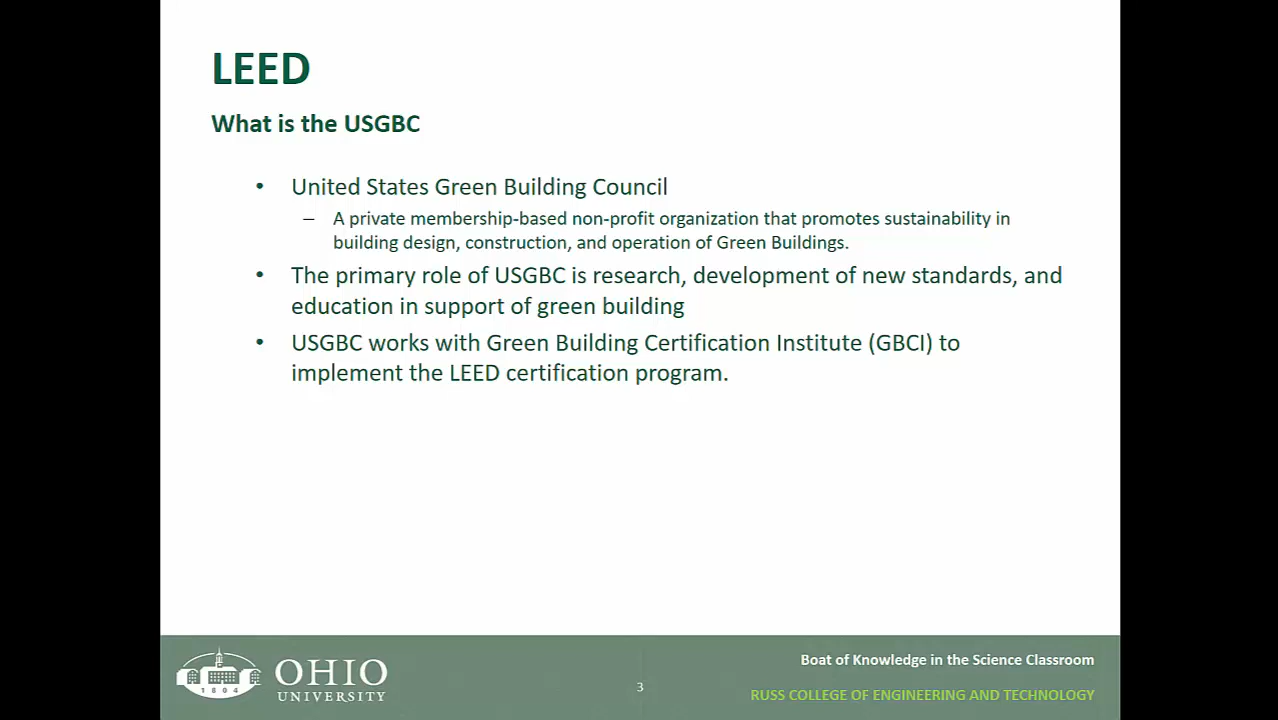 LEED
What is the USGBC
• United States Green Building Council
– A private membership-based non-profit organization that promotes sustainability in
building design, construction, and operation of Green Buildings.
• The primary role of USGBC is research, development of new standards, and
education in support of green building
• USGBC works with Green Building Certification Institute (GBCI) to
implement the LEED certification program.
1804
OHIO
UNIVERSITY
3
Boat of Knowledge in the Science Classroom
RUSS COLLEGE OF ENGINEERING AND TECHNOLOGY